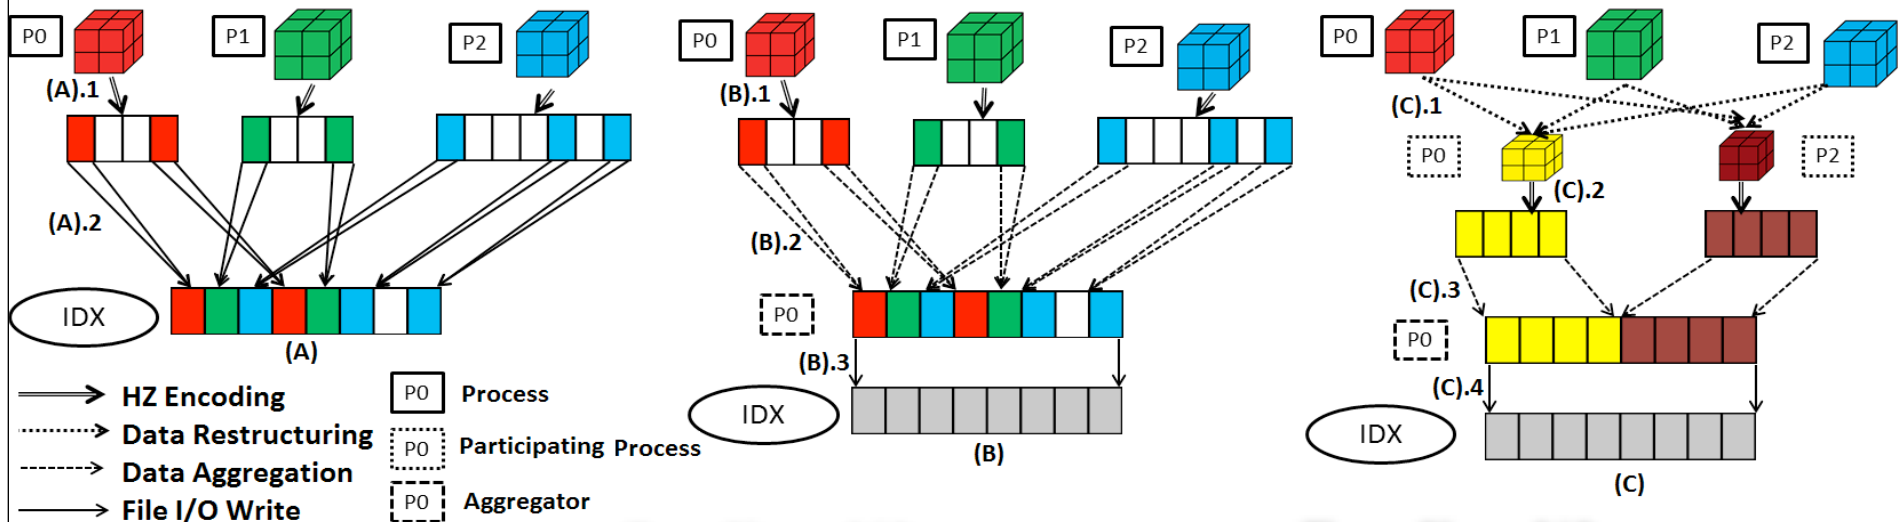 P0
P1
P2
(A).1
(A).2
IDX
(A)
HZ Encoding
Data Restructuring
Data Aggregation
File I/O Write
P0 Process
P0 Participating Process
P0 Aggregator
P0
P1
P2
(B).1
(B).2
P0
(B).3
IDX
(B)
P0
P1
P2
(C).1
P0
P2
(C).2
(C).3
P0
(C).4
IDX
(C)